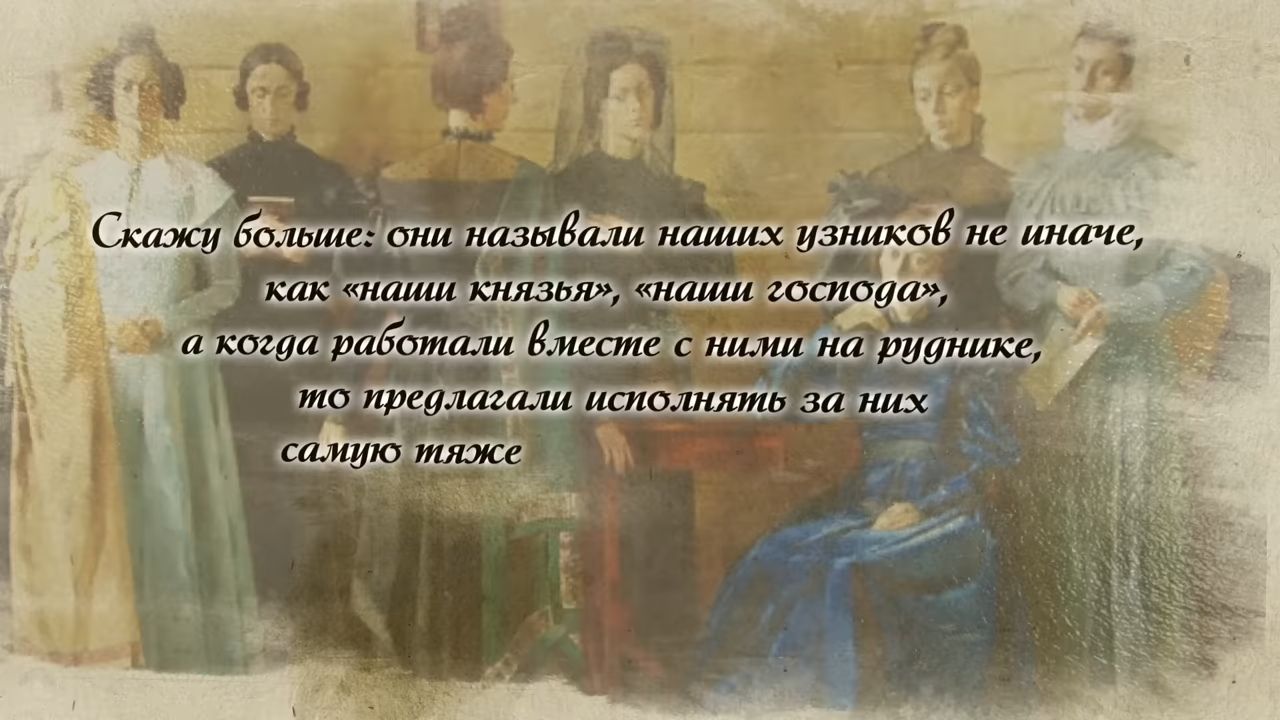 Скажу больше: они называли наших узников не иначе,
как «наши князья», «наши господа»,
а когда работали вместе с ними на руднике,
то предлагали исполнять за них
самую тяже